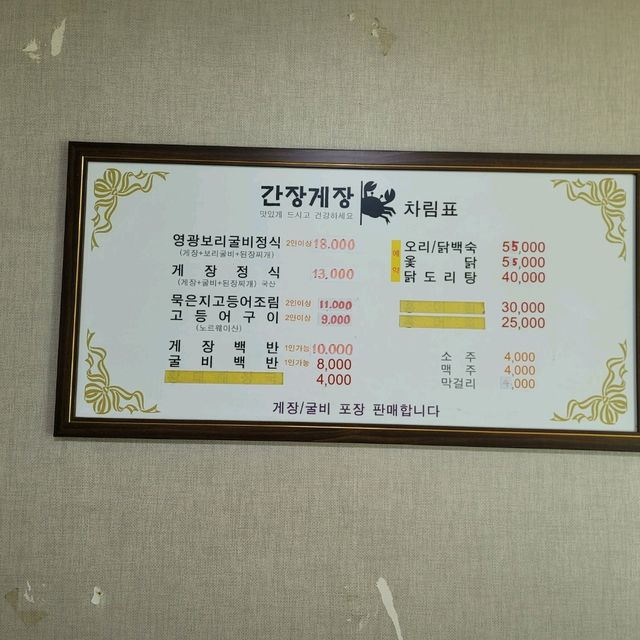 간장게장 차림표
맛있게 드시고 건강하세요
영광보리굴비정식 2인이상 18.000
(게장+보리굴비+된장찌개)
게장정식 13.000
(게장+굴비+된장찌개) 국산
묵은지고등어조림 2인이상 11.000
고등어구이 2인이상 9.000
(노르웨이산)
게장백반 1인가능 10.000
굴비백반 1인가능 8,000
4,000
예약
오리/닭백숙 55,000
옻닭 55,000
닭도리탕 40,000
30,000
25,000
소주 4,000
맥주 4,000
막걸리 4,000
게장/굴비 포장 판매합니다